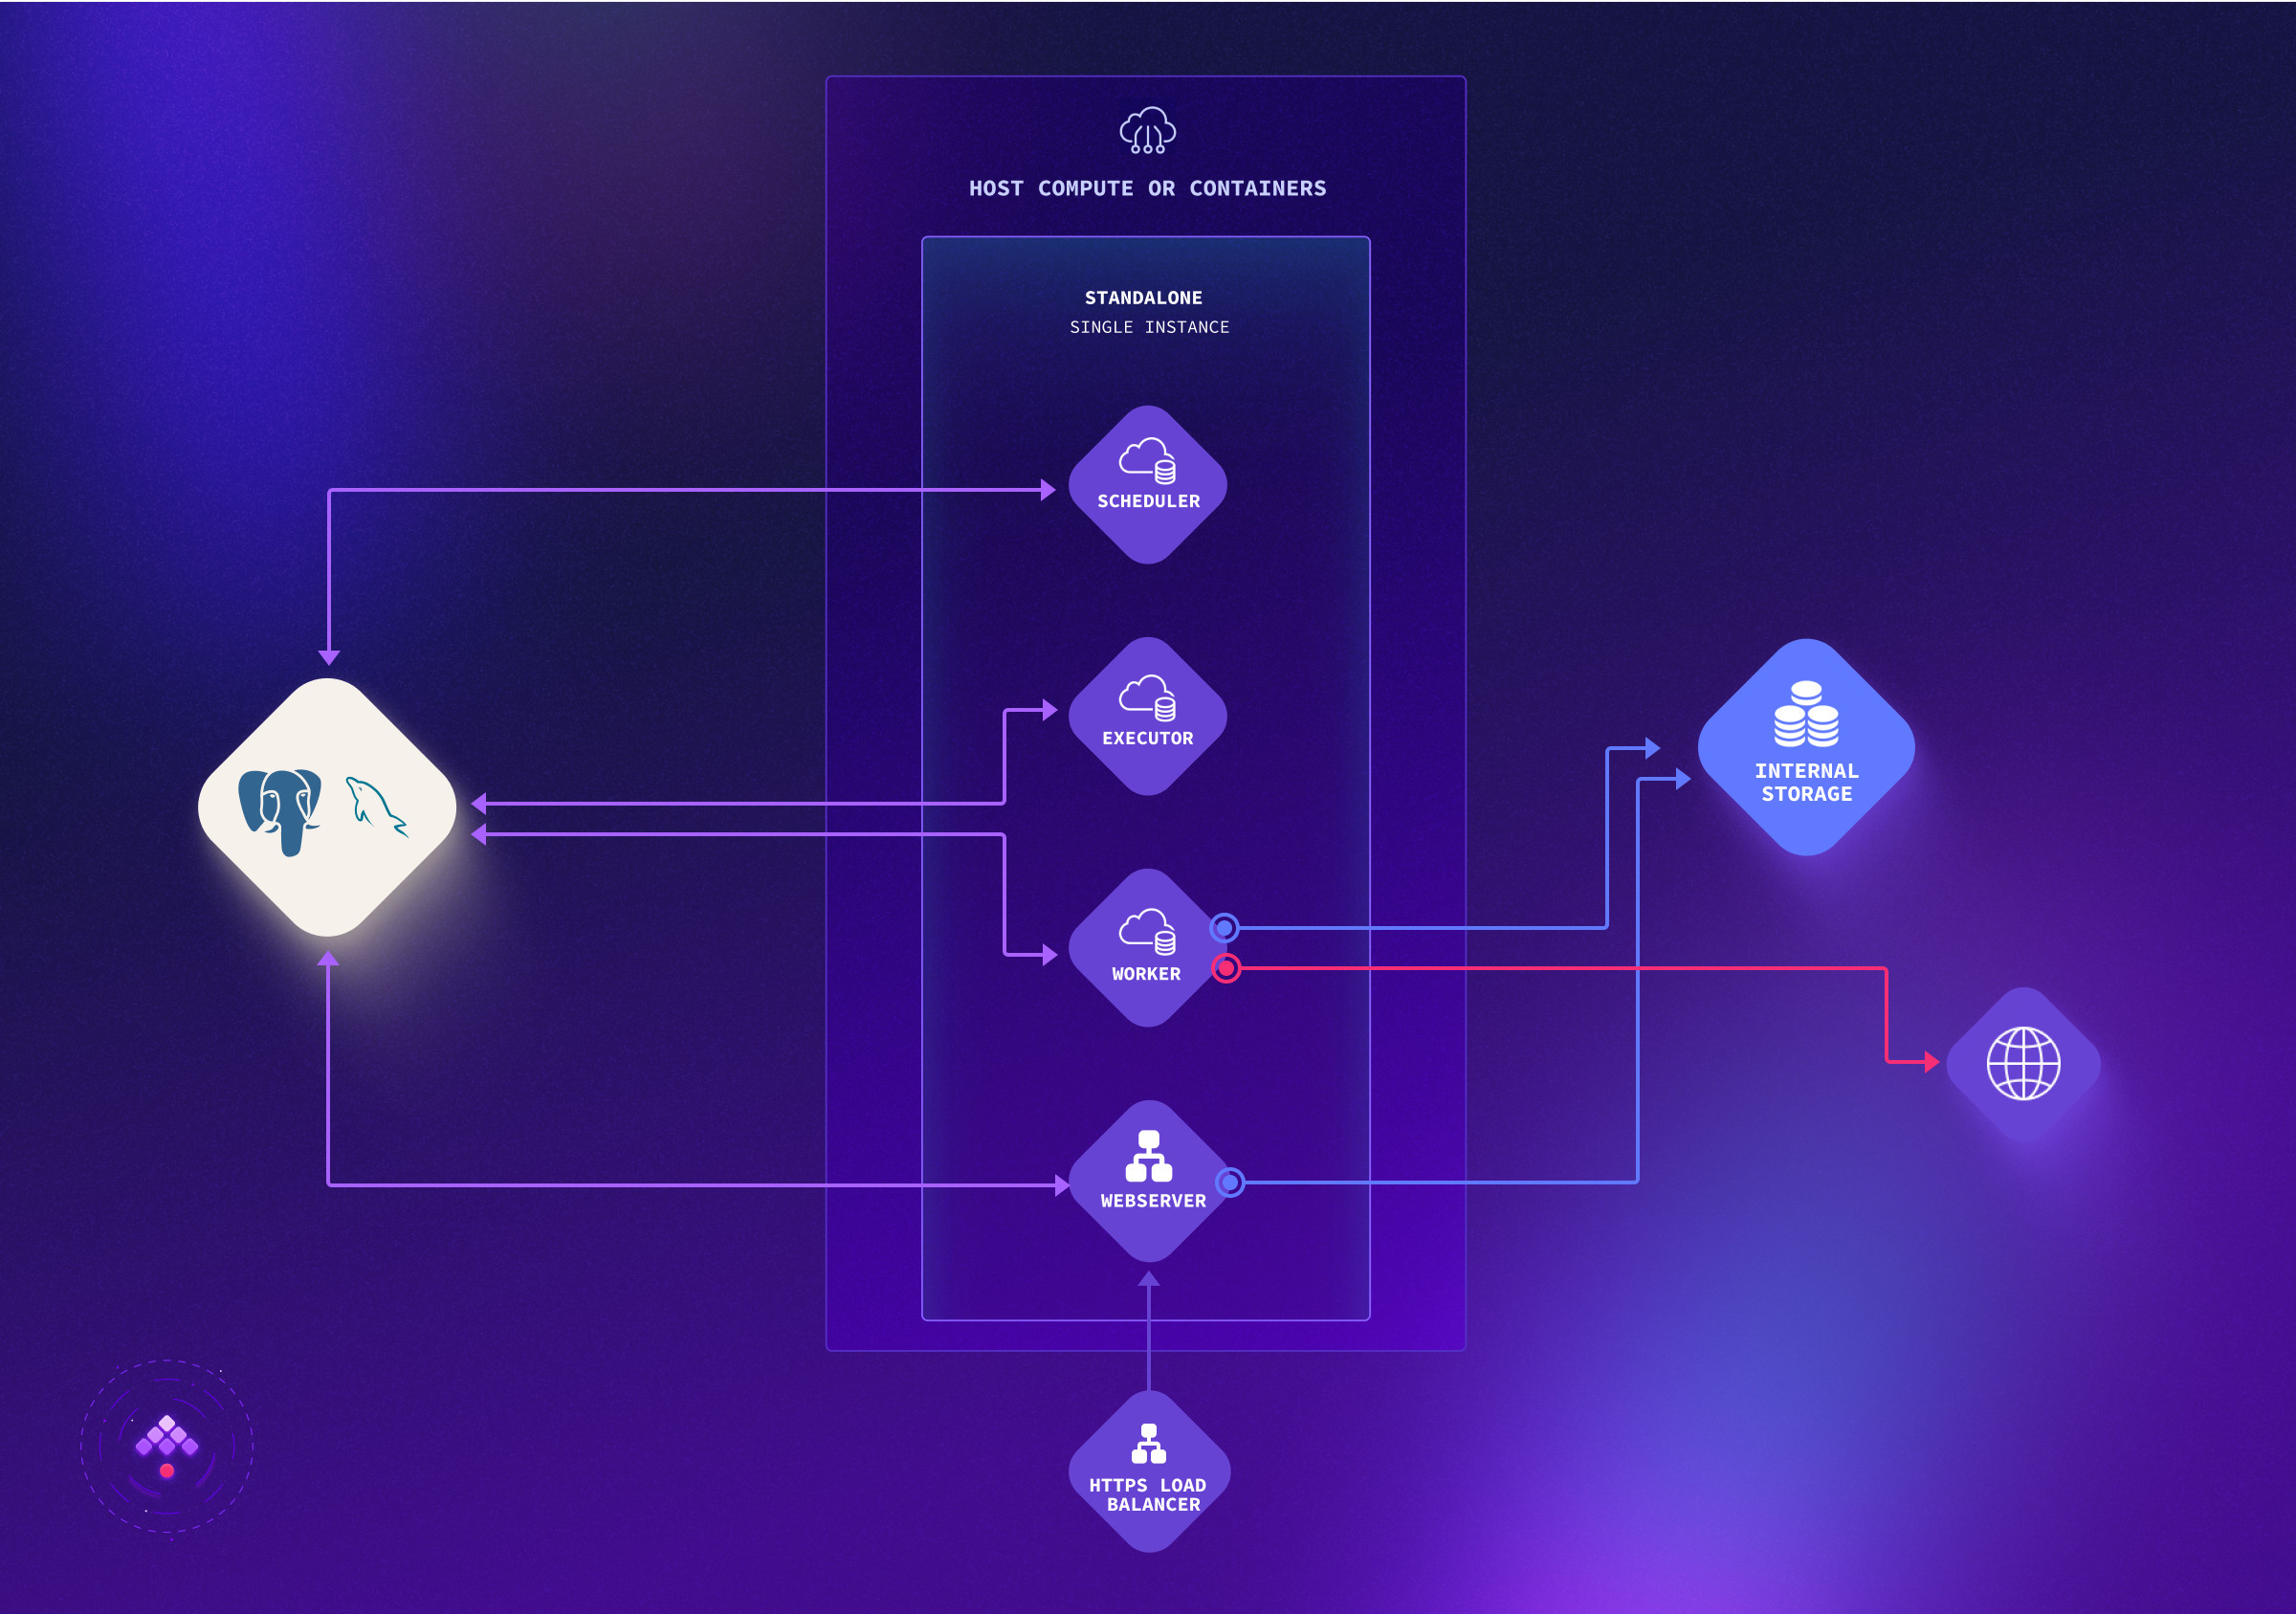 HOST COMPUTE OR CONTAINERS
STANDALONE
SINGLE INSTANCE
SCHEDULER
EXECUTOR
INTERNAL
STORAGE
WORKER
WEBSERVER
HTTPS LOAD
BALANCER